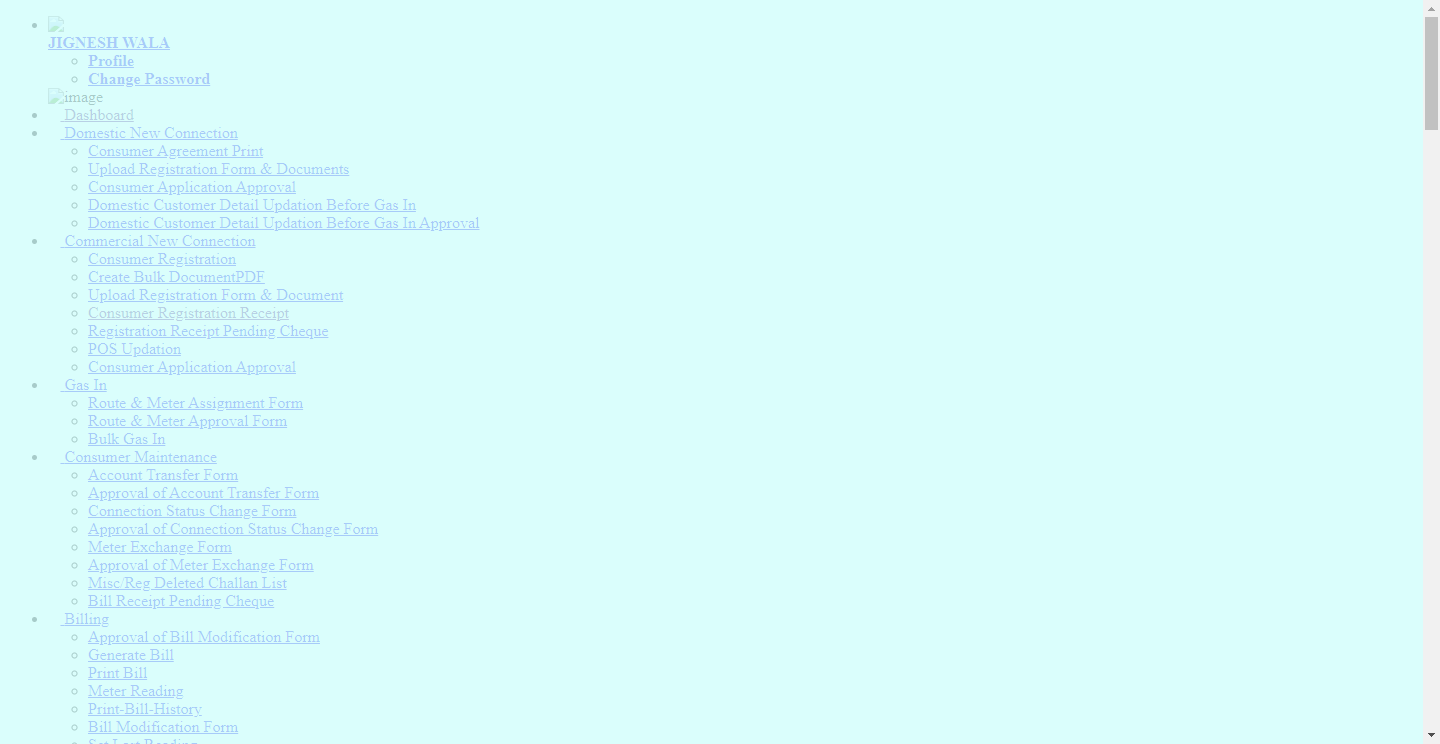 JIGNESH WALA
Profile
Change Password
image
Dashboard
Domestic New Connection
Consumer Agreement Print
Upload Registration Form & Documents
Consumer Application Approval
Domestic Customer Detail Updation Before Gas In
Domestic Customer Detail Updation Before Gas In Approval
Commercial New Connection
Consumer Registration
Create Bulk DocumentPDF
Upload Registration Form & Document
Consumer Registration Receipt
Registration Receipt Pending Cheque
POS Updation
Consumer Application Approval
Gas In
Route & Meter Assignment Form
Route & Meter Approval Form
Bulk Gas In
Consumer Maintenance
Account Transfer Form
Approval of Account Transfer Form
Connection Status Change Form
Approval of Connection Status Change Form
Meter Exchange Form
Approval of Meter Exchange Form
Misc/Reg Deleted Challan List
Bill Receipt Pending Cheque
Billing
Approval of Bill Modification Form
Generate Bill
Print Bill
Meter Reading
Print-Bill-History
Bill Modification Form
Set Last Reading